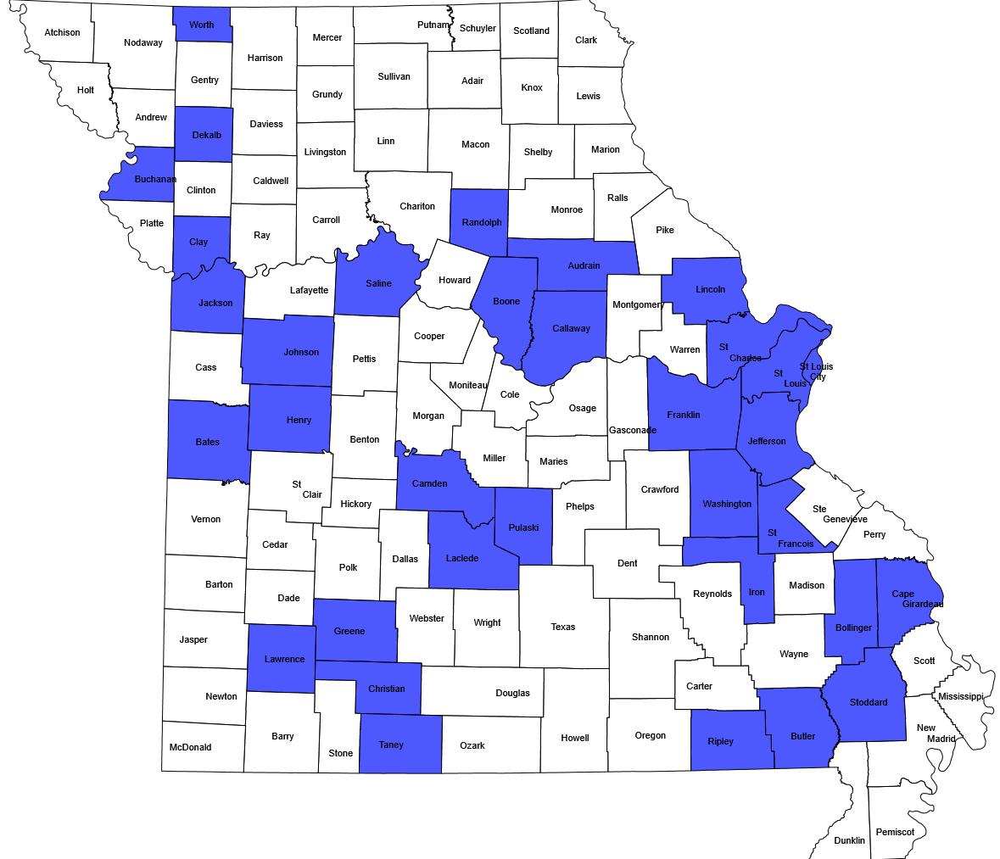 Worth
Putnam
Schuyler
Scotland
Atchison
Mercer
Clark
Nodaway
Harrison
Sullivan
Adair
Gentry
Knox
Holt
Grundy
Lewis
Andrew
Daviess
Dekalb
Linn
Macon
Livingston
Shelby
Marion
Buchanan
Caldwell
Clinton
Ralls
Chariton
Monroe
Platte
Carroll
Randolph
Pike
Ray
Clay
Audrain
Howard
Saline
Lafayette
Lincoln
Jackson
Boone
Montgomery
Callaway
Cooper
Johnson
Warren
St
Charles
Pettis
Cass
St Louis
City
St
Louis
Moniteau
Cole
Osage
Henry
Morgan
Franklin
Gasconade
Bates
Benton
Jefferson
Miller
Maries
St
Clair
Camden
Crawford
Hickory
Phelps
Washington
Ste
Genevieve
Vernon
Pulaski
St
Francois
Perry
Cedar
Polk
Dallas
Laclede
Dent
Barton
Dade
Reynolds
Iron
Madison
Cape
Girardeau
Webster
Wright
Texas
Greene
Bollinger
Jasper
Shannon
Lawrence
Wayne
Scott
Christian
Carter
Newton
Douglas
Stoddard
Mississippi
New
Madrid
Barry
Howell
Oregon
Ripley
Butler
McDonald
Stone
Taney
Ozark
Dunklin
Pemiscot